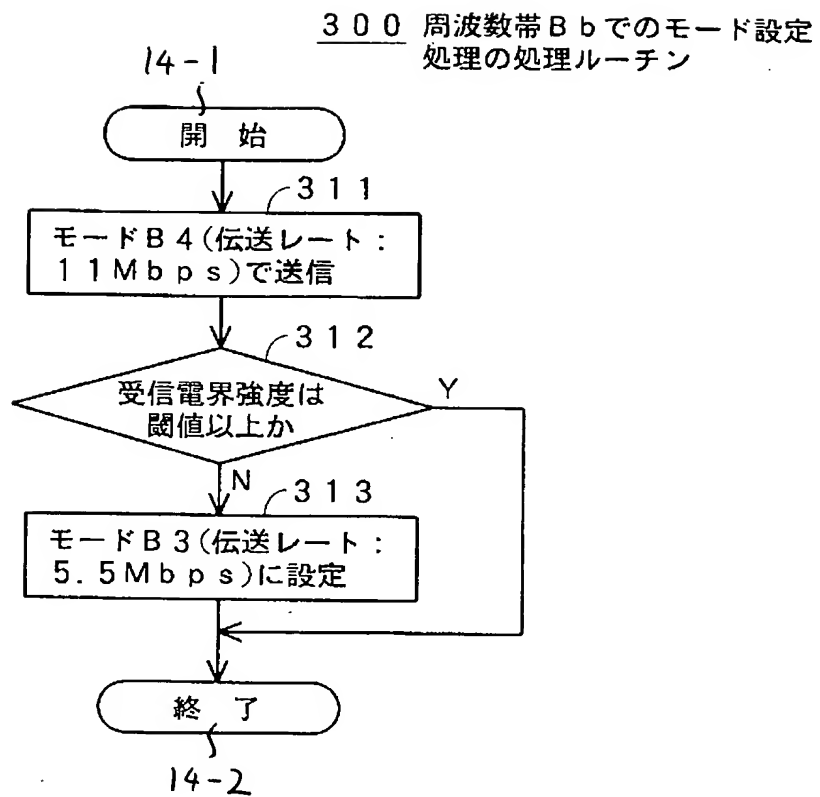 ３００ 周波数帯Ｂｂでのモード設定
処理の処理ルーチン
14-1
開　始
３１１
モードＢ４(伝送レート：
１１Ｍｂｐｓ)で送信
３１２
受信電界強度は
閾値以上か
Y
N
３１３
モードＢ３(伝送レート：
５.５Ｍｂｐｓ)に設定
終　了
14-2